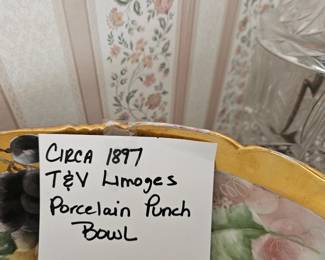 CIRCA 1897
T&V Limoges
Porcelain Punch
Bowl